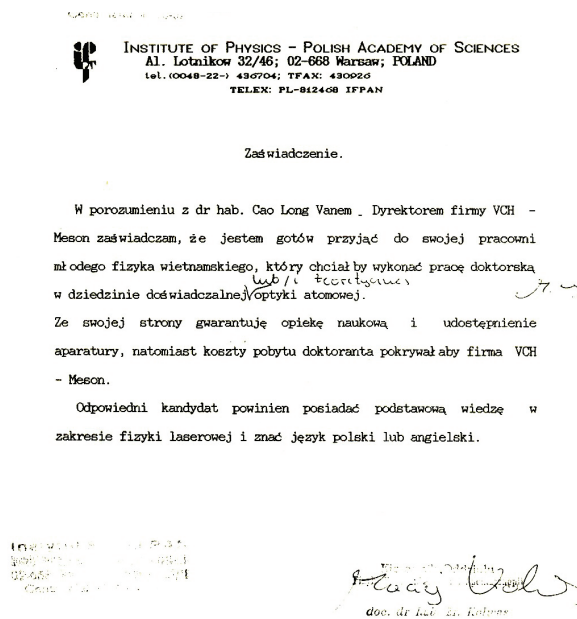 INSTITUTE OF PHYSICS – POLISH ACADEMY OF SCIENCES
Al. Lotnikow 32/46; 02-668 Warsaw; POLAND
tel.(0048-22-) 436704; TFAX: 430926
TELEX: PL-812468 IFPAN
Zaświadczenie.
W porozumieniu z dr hab. Cao Long Vanem _ Dyrektorem firmy VCH -
Meson zaświadczam, że jestem gotów przyjąć do swojej pracowni
młodego fizyka wietnamskiego, który chciałby wykonać pracę doktorską
lub/i teoretycznej
w dziedzinie doświadczalnej optyki atomowej.
Ze swojej strony gwarantuję opiekę naukową i udostępnienie
aparatury, natomiast koszty pobytu doktoranta pokrywałaby firma VCH
- Meson.
Odpowiedni kandydat powinien posiadać podstawową wiedzę w
zakresie fizyki laserowej i znać język polski lub angielski.
doc. dr